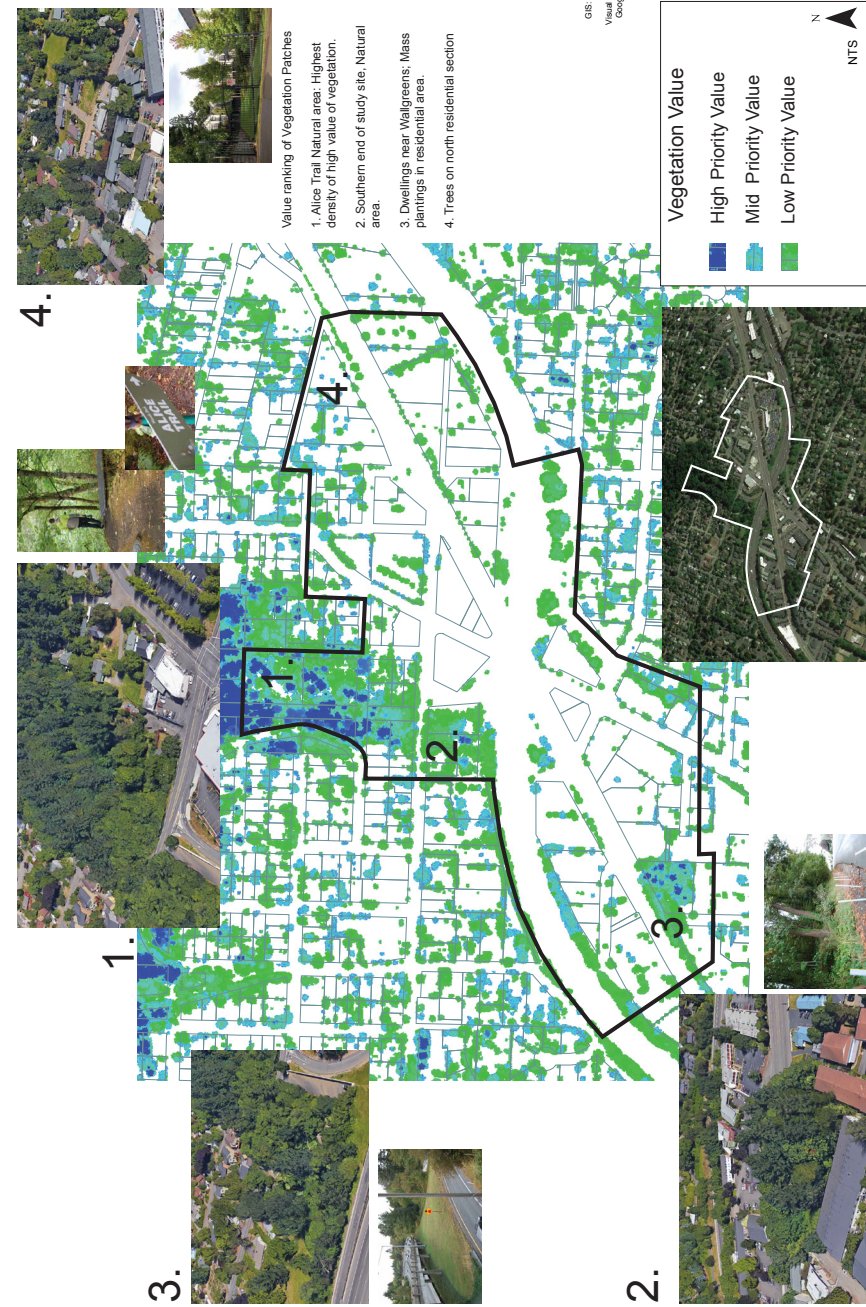 4.
Value ranking of Vegetation Patches
1. Alice Trail Natural area: Highest
density of high value of vegetation.
2. Southern end of study site, Natural
area.
3. Dwellings near Wallgreens; Mass
plantings in residential area.
4. Trees on north residential section
GIS:
Visual
Goog
1.
ALICE
TRAIL
3.
2.
1.
2.
3.
4.
Vegetation Value
High Priority Value
Mid Priority Value
Low Priority Value
N
NTS